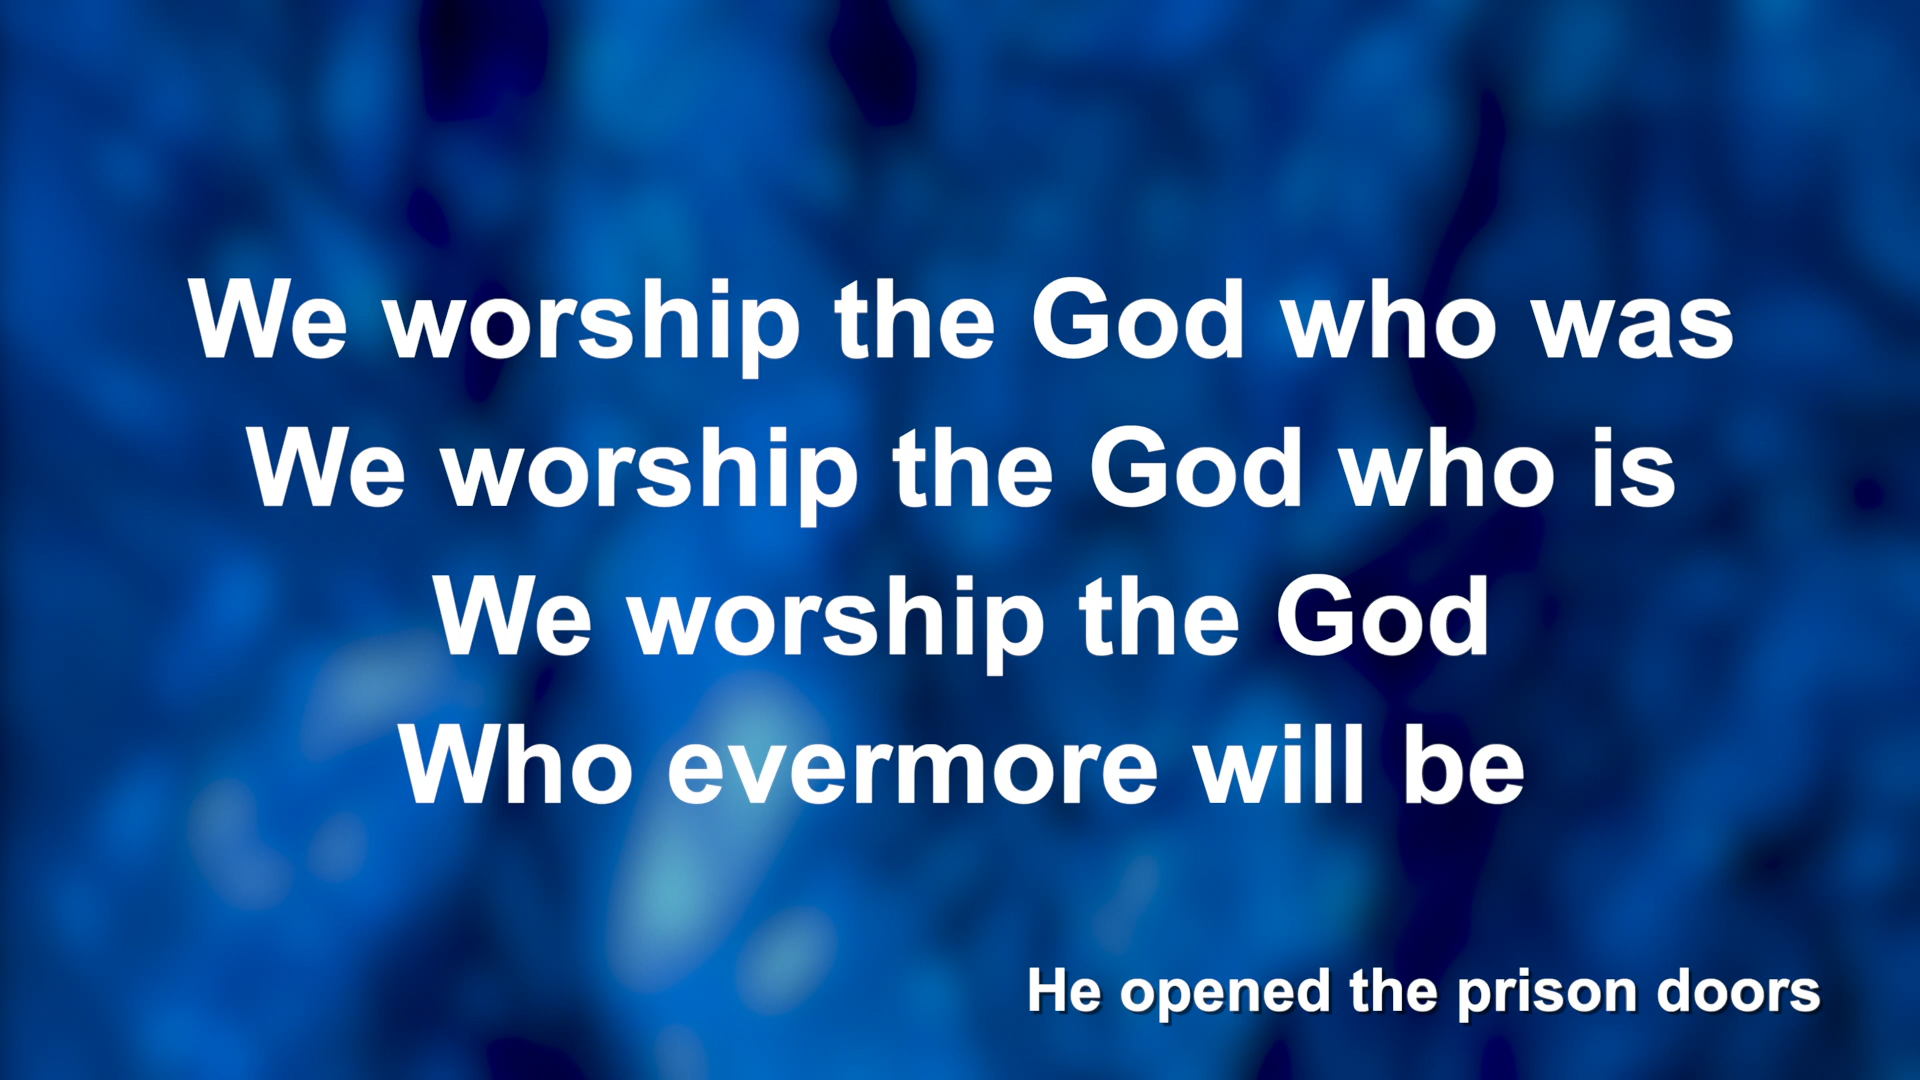 We worship the God who was
We worship the God who is
We worship the God
Who evermore will be
He opened the prison doors